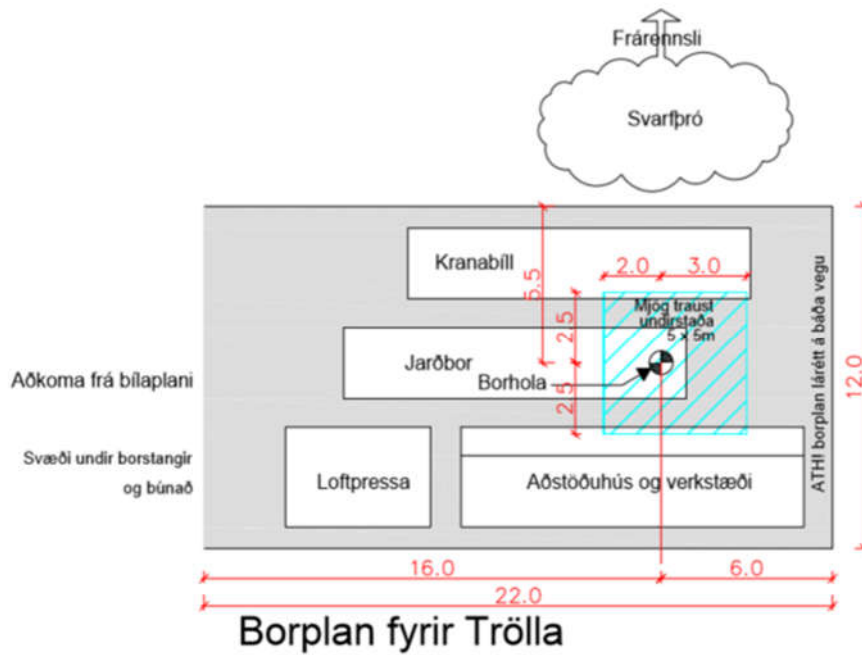 Frárennsli
Svarfþró
Kranabíll
2.0
3.0
5.5
Mjög traust
undirstaða
5 × 5m
2.5
Jarðbor
Borhola
2.5
Aðkoma frá bílaplani
Svæði undir borstangir
og búnað
Loftpressa
Aðstöðuhús og verkstæði
ATH! borplan lárétt á báða vegu
12.0
16.0
6.0
22.0
Borplan fyrir Trölla